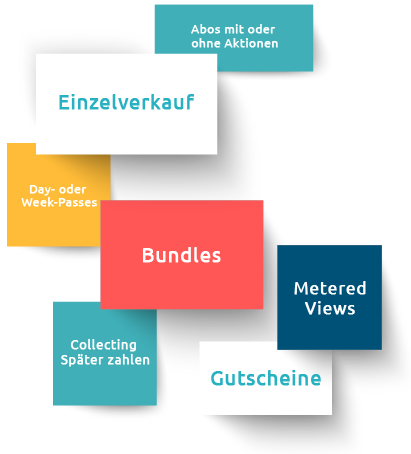 Abos mit oder
ohne Aktionen
Einzelverkauf
Day- oder
Week-Passes
Bundles
Metered
Views
Collecting
Später zahlen
Gutscheine